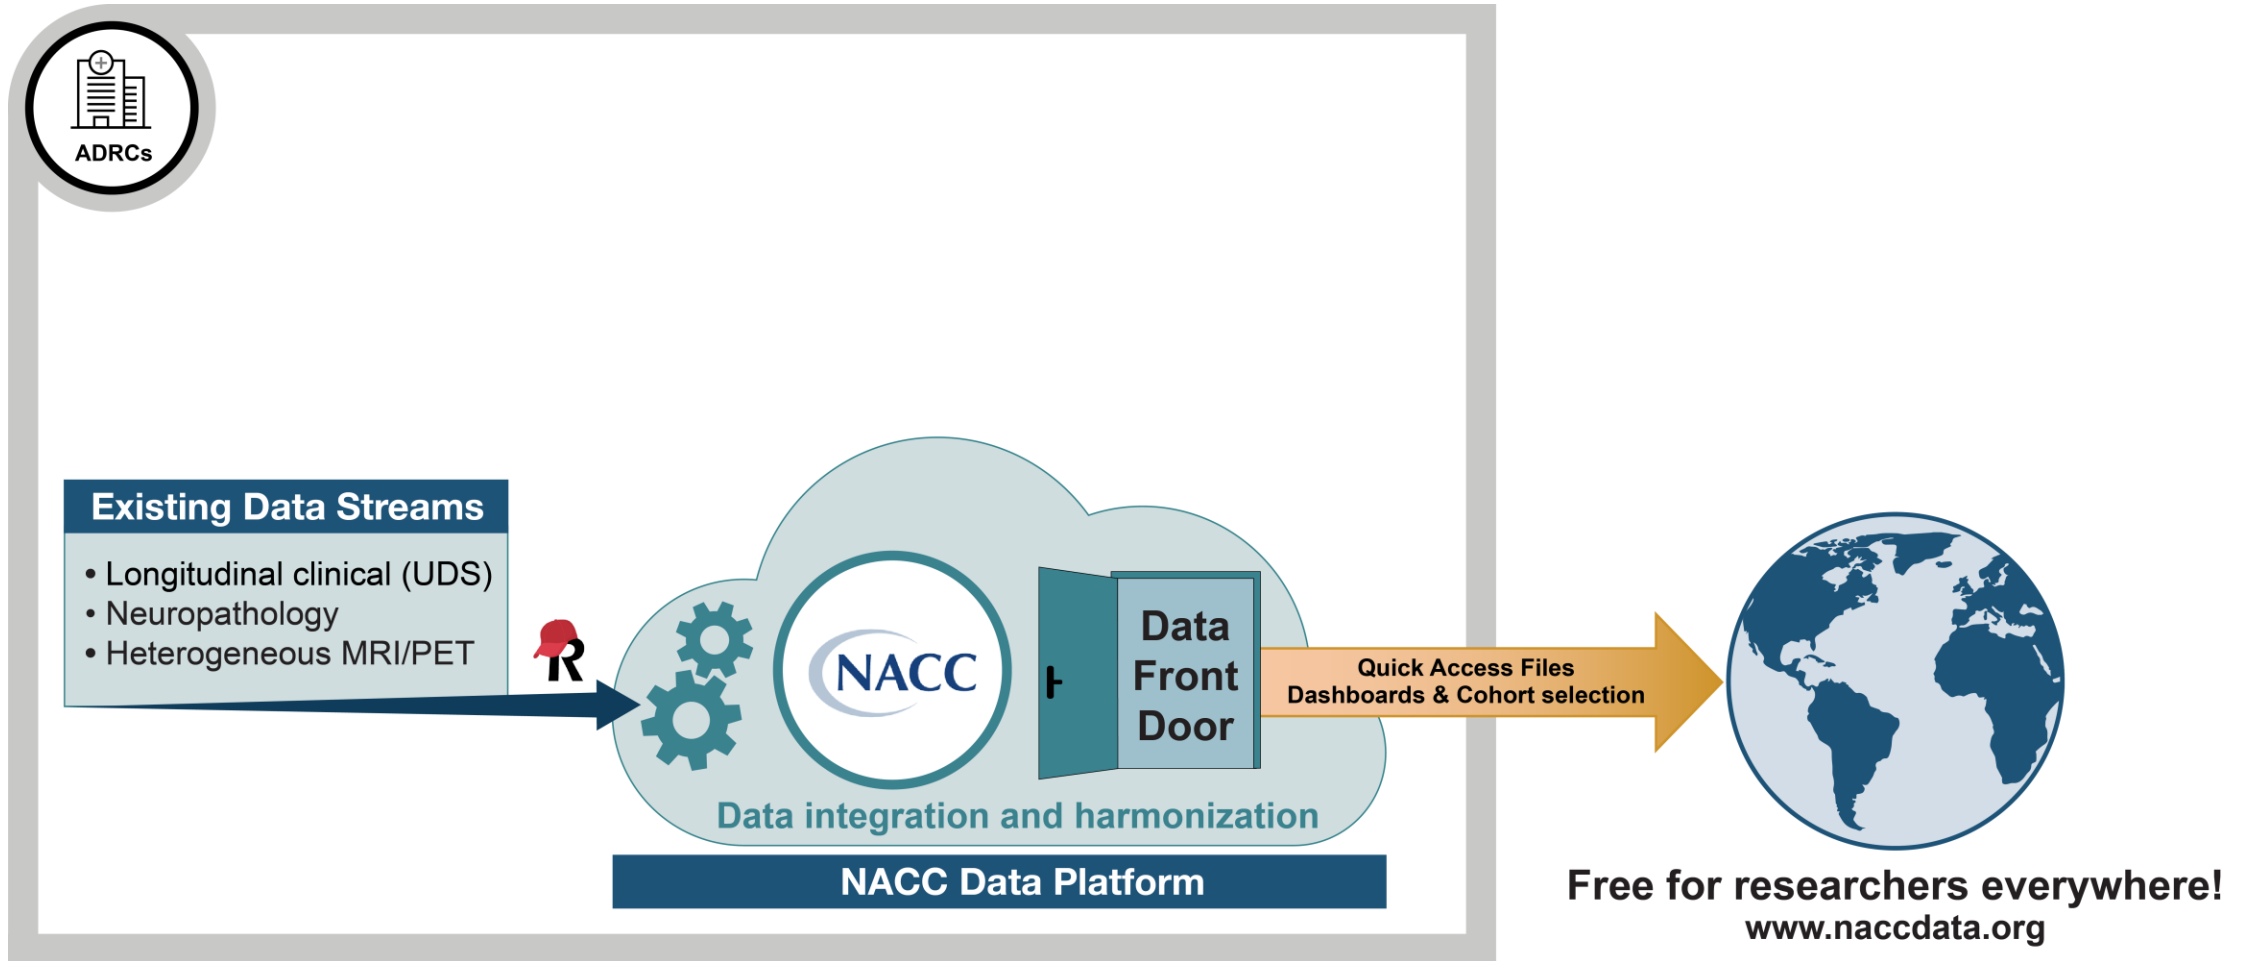 ADRCs
Existing Data Streams
• Longitudinal clinical (UDS)
• Neuropathology
• Heterogeneous MRI/PET
R
NACC
Data
Front
Door
Data integration and harmonization
NACC Data Platform
Quick Access Files
Dashboards & Cohort selection
Free for researchers everywhere!
www.naccdata.org